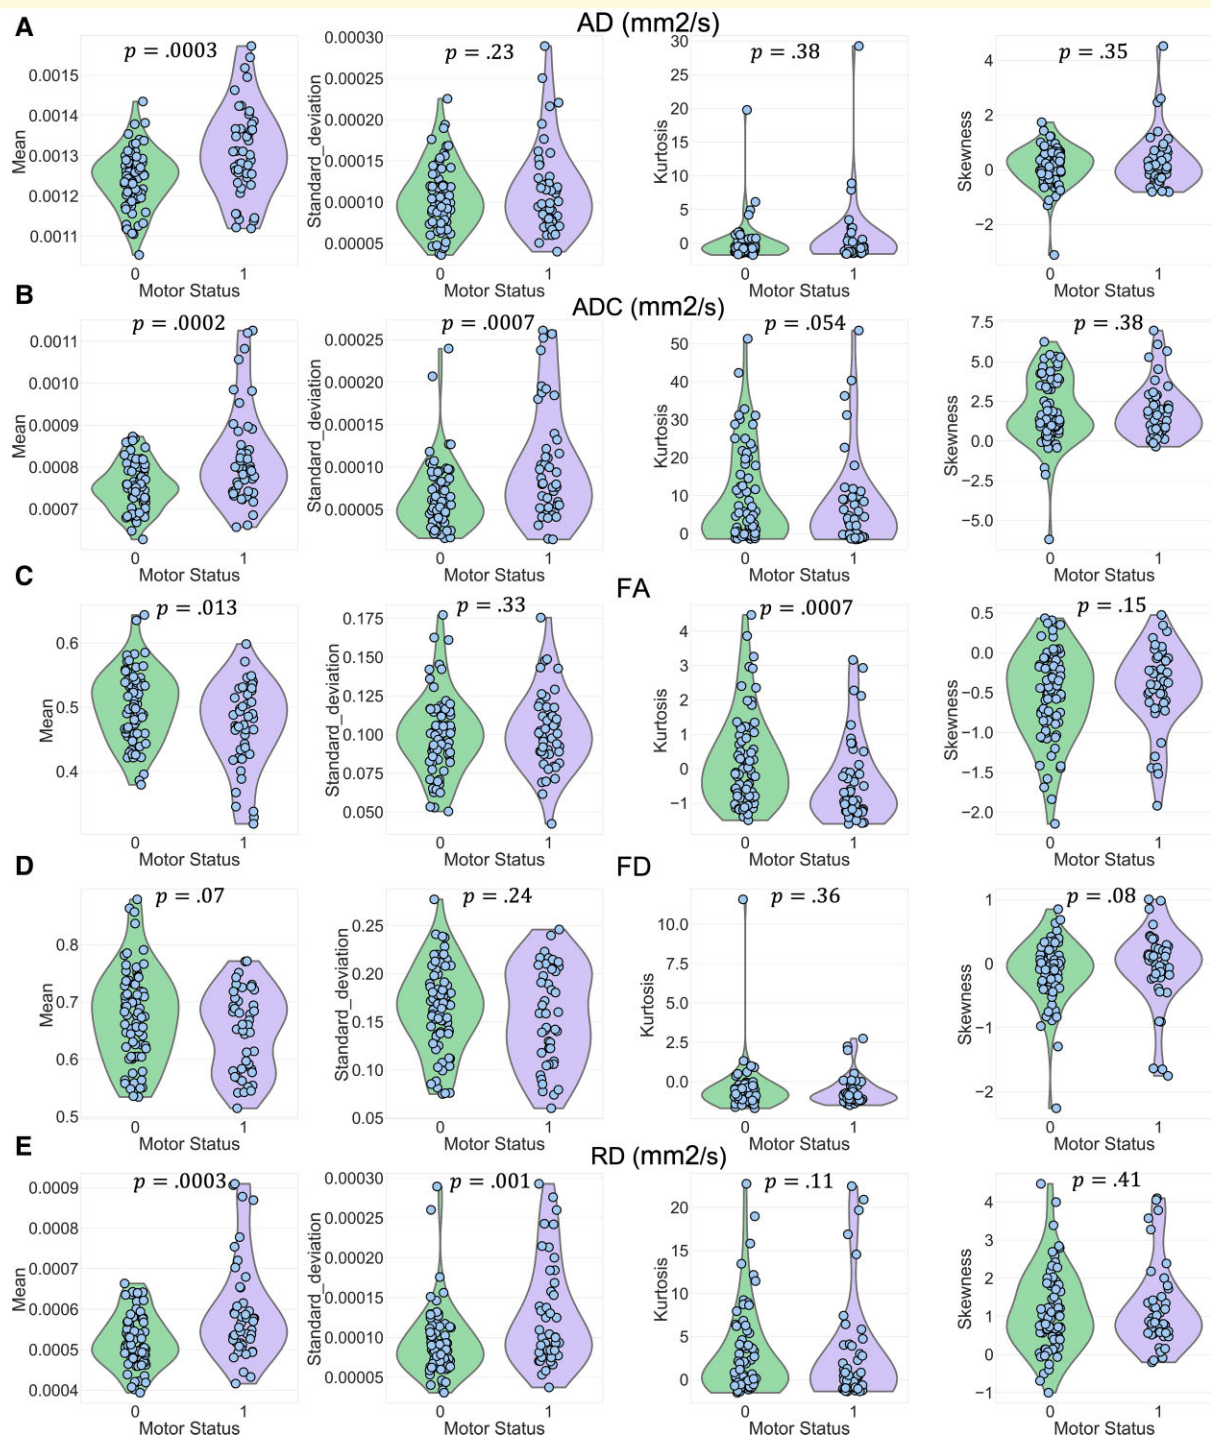 A
AD (mm2/s)
p = .0003
p = .23
p = .38
p = .35
Mean
0.0015
0.0014
0.0013
0.0012
0.0011
0 1
Motor Status
Standard_deviation
0.00030
0.00025
0.00020
0.00015
0.00010
0.00005
0 1
Motor Status
Kurtosis
30
25
20
15
10
5
0
0 1
Motor Status
Skewness
4
2
0
−2
0 1
Motor Status
B
ADC (mm2/s)
p = .0002
p = .0007
p = .054
p = .38
Mean
0.0011
0.0010
0.0009
0.0008
0.0007
0 1
Motor Status
Standard_deviation
0.00025
0.00020
0.00015
0.00010
0.00005
0 1
Motor Status
Kurtosis
50
40
30
20
10
0
0 1
Motor Status
Skewness
7.5
5.0
2.5
0.0
−2.5
−5.0
0 1
Motor Status
C
FA
p = .013
p = .33
p = .0007
p = .15
Mean
0.6
0.5
0.4
0 1
Motor Status
Standard_deviation
0.175
0.150
0.125
0.100
0.075
0.050
0 1
Motor Status
Kurtosis
4
3
2
1
0
−1
0 1
Motor Status
Skewness
0.5
0.0
−0.5
−1.0
−1.5
−2.0
0 1
Motor Status
D
FD
p = .07
p = .24
p = .36
p = .08
Mean
0.8
0.7
0.6
0.5
0 1
Motor Status
Standard_deviation
0.25
0.20
0.15
0.10
0.05
0 1
Motor Status
Kurtosis
10.0
7.5
5.0
2.5
0.0
0 1
Motor Status
Skewness
1
0
−1
−2
0 1
Motor Status
E
RD (mm2/s)
p = .0003
p = .001
p = .11
p = .41
Mean
0.0009
0.0008
0.0007
0.0006
0.0005
0.0004
0 1
Motor Status
Standard_deviation
0.00030
0.00025
0.00020
0.00015
0.00010
0.00005
0 1
Motor Status
Kurtosis
20
15
10
5
0
0 1
Motor Status
Skewness
4
3
2
1
0
−1
0 1
Motor Status